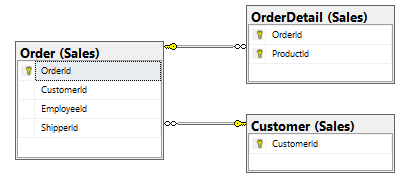 Order (Sales)
OrderId
CustomerId
EmployeeId
ShipperId
OrderDetail (Sales)
OrderId
ProductId
Customer (Sales)
CustomerId